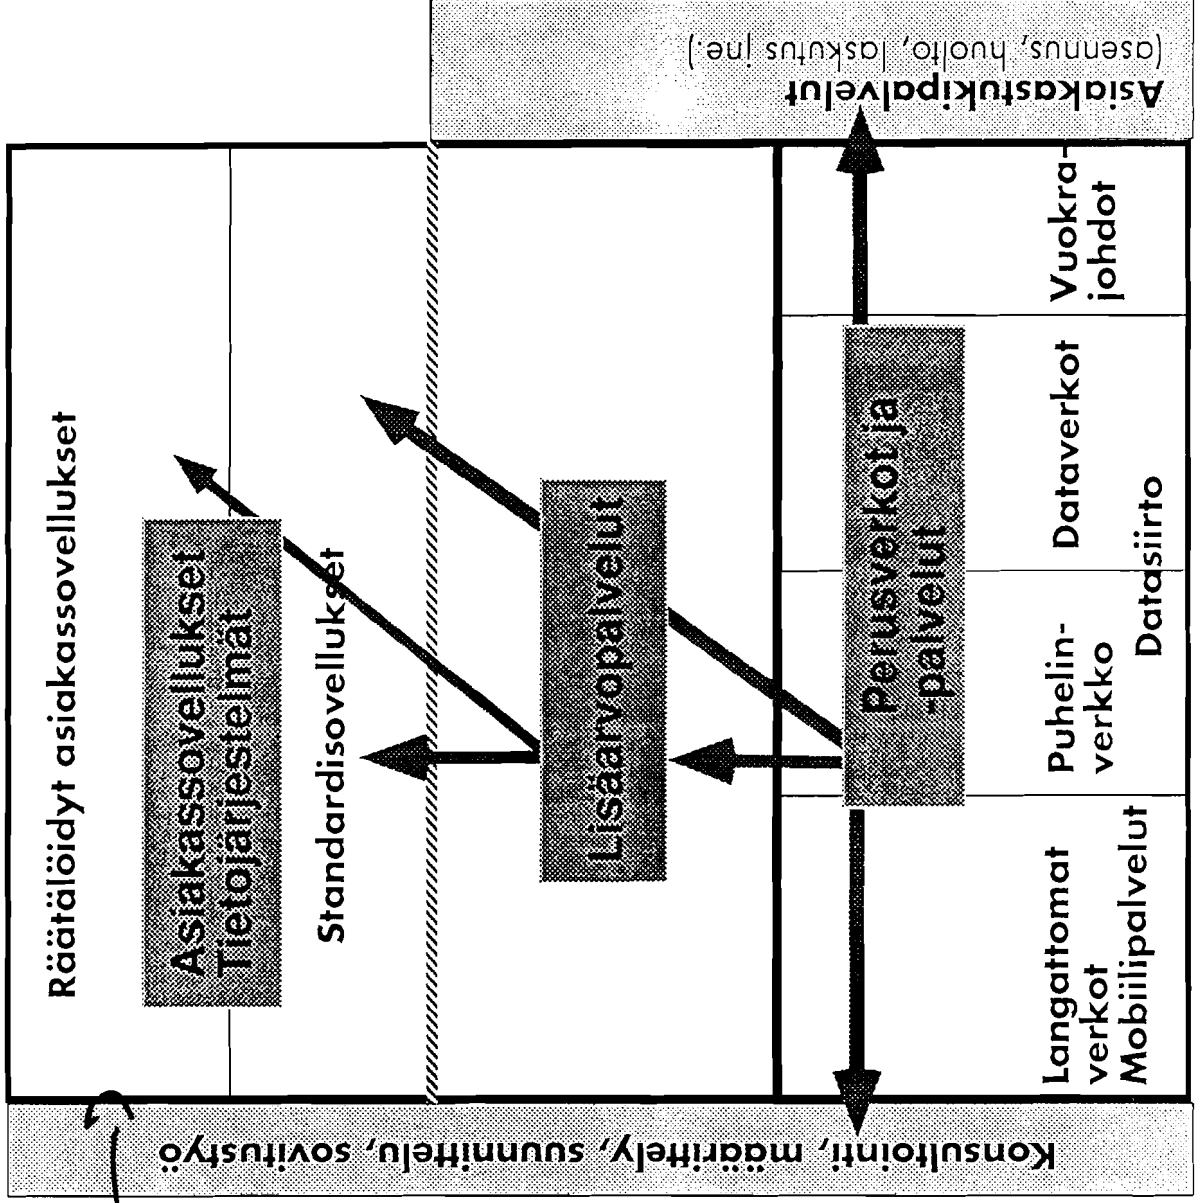 Räätälöidyt asiakassovellukset
Asiakassovellukset
Tietojärjestelmät
Standardisovellukset
Lisäarvopalvelut
Perusverkot ja
-palvelut
Langattomat
verkot
Mobiilipalvelut
Puhelin-
verkko
Dataverkot
Datasiirto
Vuokra-
johdot
Konsultointi, määrittely, suunnittelu, sovitustyö
Asiakastukipalvelut
(asennus, huolto, laskutus jne.)